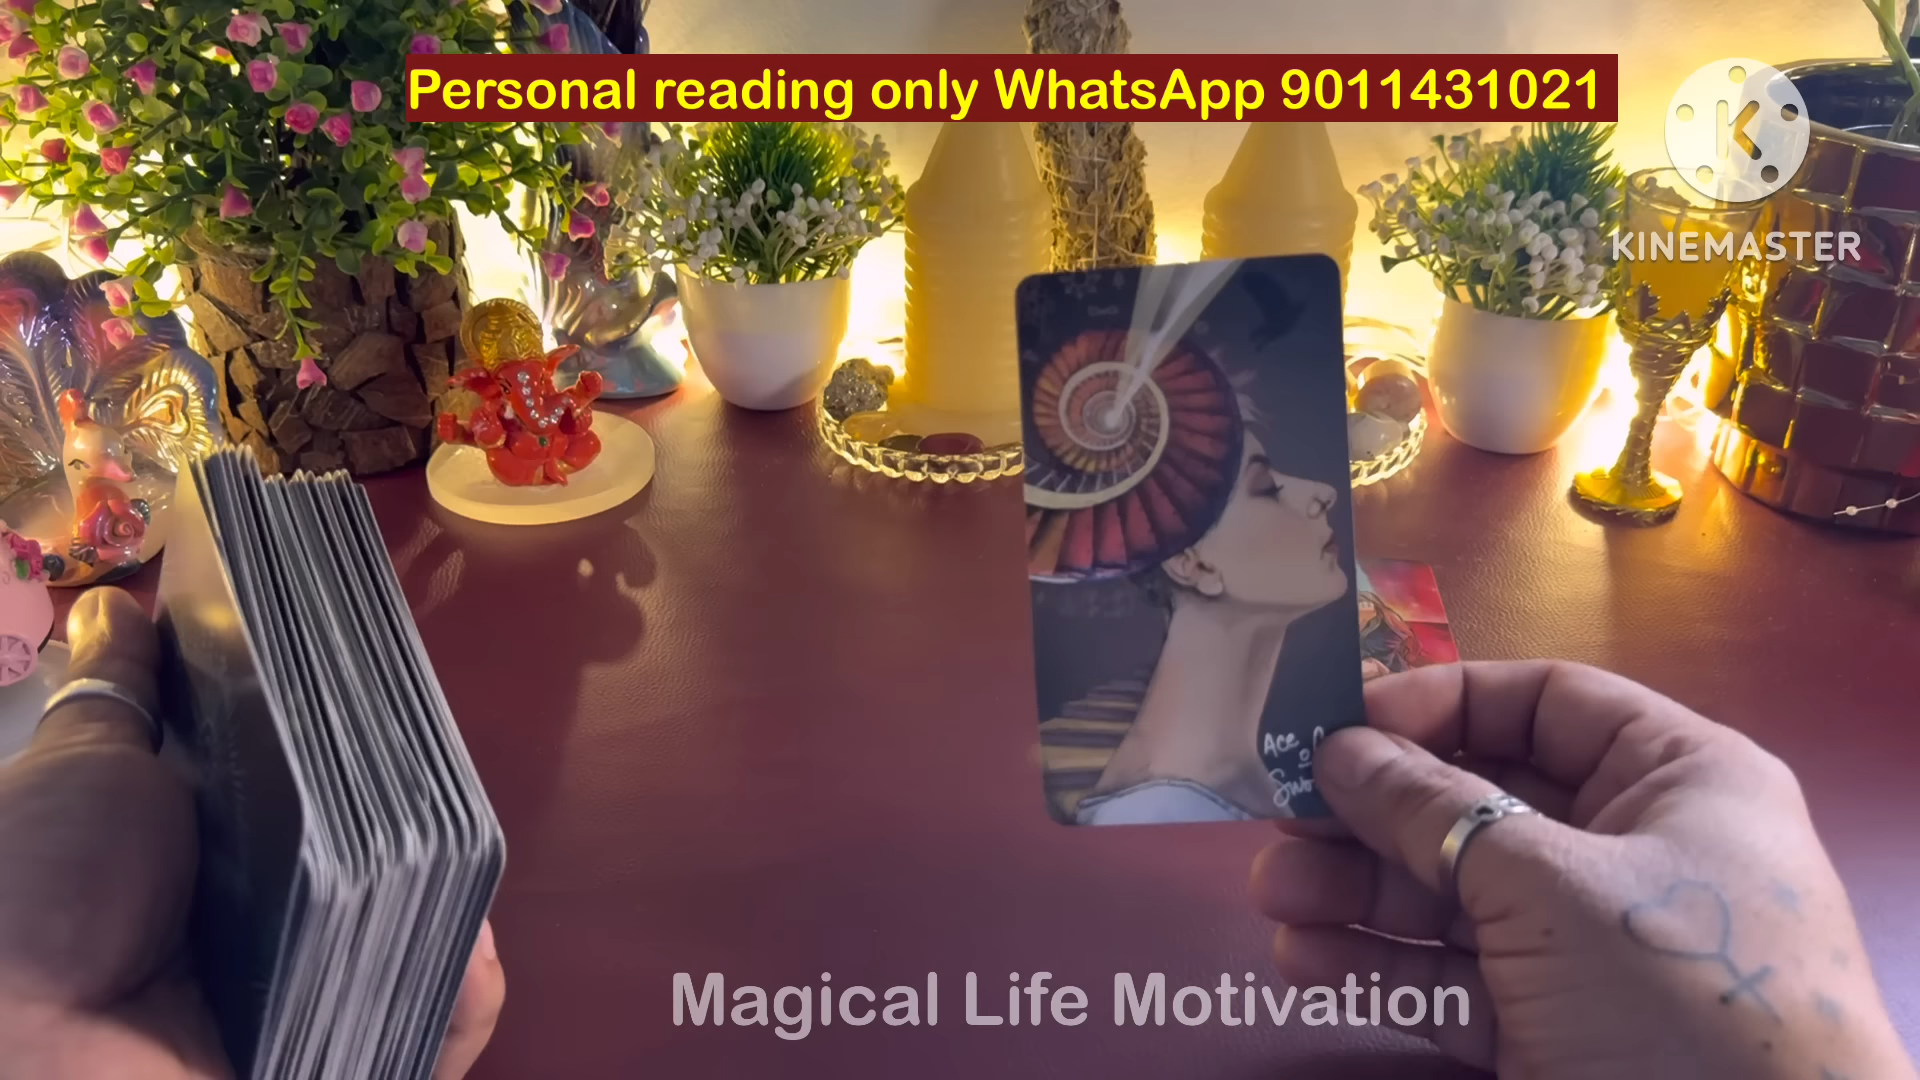 Personal reading only WhatsApp 9011431021
K
KINEMASTER
Ace
Magical Life Motivation